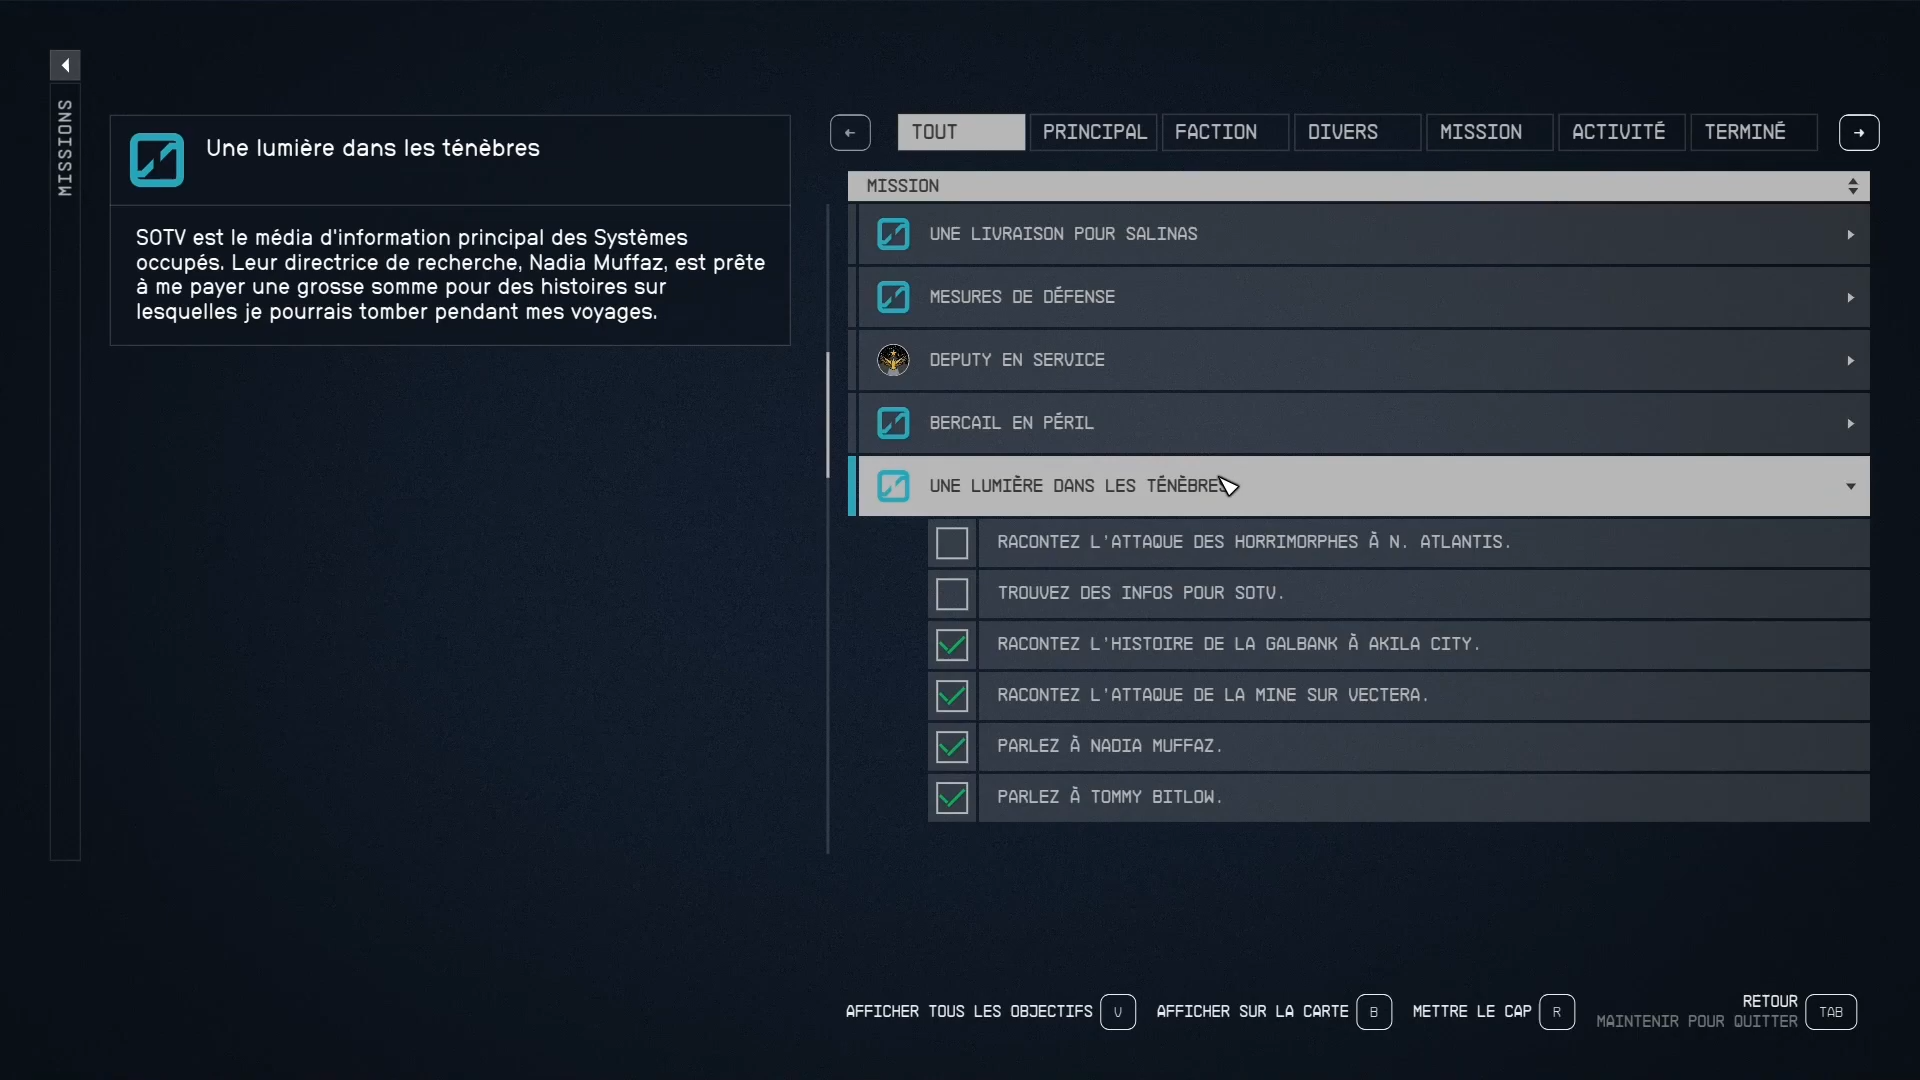 MISSIONS
Une lumière dans les ténèbres
SOTV est le média d'information principal des Systèmes
occupés. Leur directrice de recherche, Nadia Muffaz, est prête
à me payer une grosse somme pour des histoires sur
lesquelles je pourrais tomber pendant mes voyages.
TOUT PRINCIPAL FACTION DIVERS MISSION ACTIVITÉ TERMINÉ
MISSION
UNE LIVRAISON POUR SALINAS
MESURES DE DÉFENSE
DEPUTY EN SERVICE
BERCAIL EN PÉRIL
UNE LUMIÈRE DANS LES TÉNÈBRES
RACONTEZ L'ATTAQUE DES HORRIMORPHES À N. ATLANTIS.
TROUVEZ DES INFOS POUR SOTV.
RACONTEZ L'HISTOIRE DE LA GALBANK À AKILA CITY.
RACONTEZ L'ATTAQUE DE LA MINE SUR VECTERA.
PARLEZ À NADIA MUFFAZ.
PARLEZ À TOMMY BITLOW.
AFFICHER TOUS LES OBJECTIFS V AFFICHER SUR LA CARTE B METTRE LE CAP R RETOUR TAB
MAINTENIR POUR QUITTER